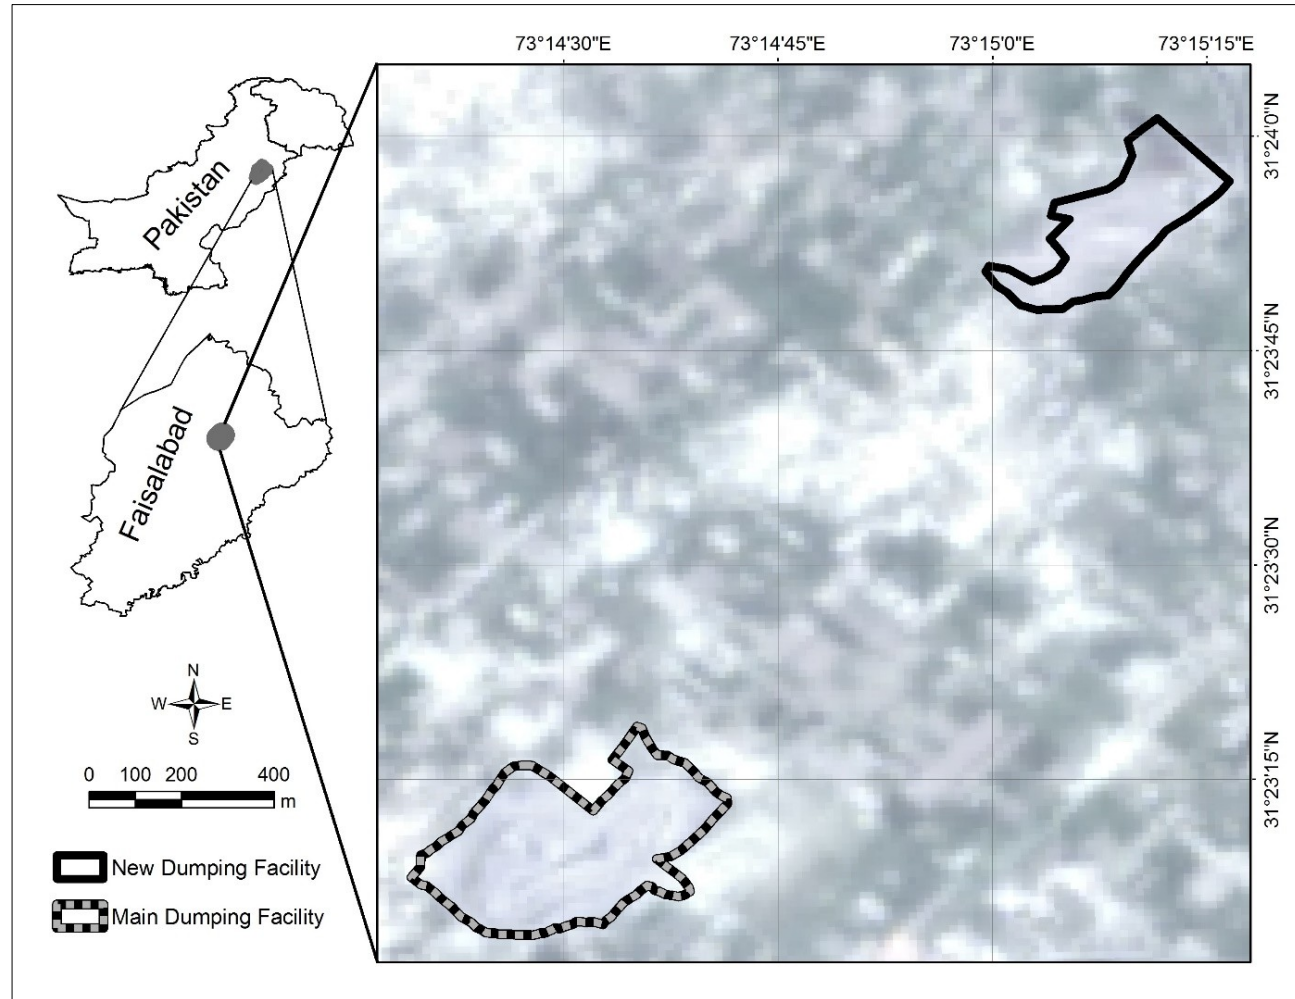 73°14'30"E 73°14'45"E 73°15'0"E 73°15'15"E
31°24'0"N
31°23'45"N
31°23'30"N
31°23'15"N
Pakistan
Faisalabad
N
W E
S
0 100 200 400
m
New Dumping Facility
Main Dumping Facility